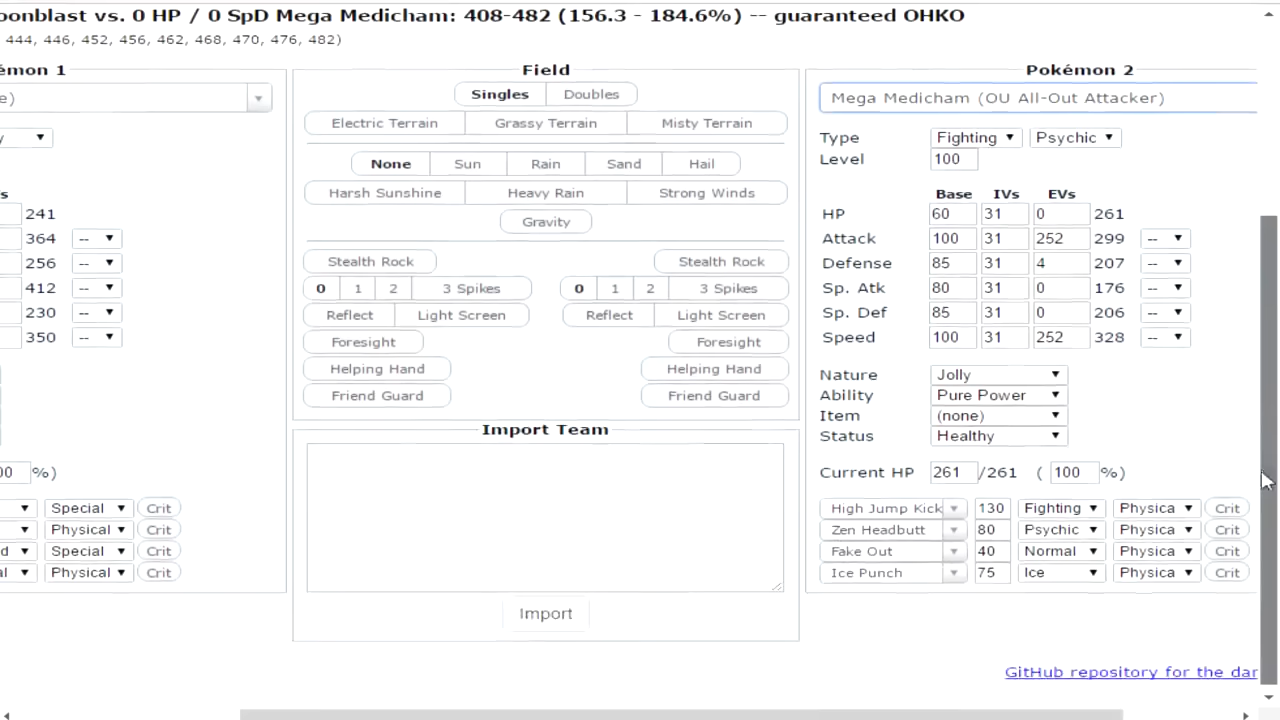 oonblast vs. 0 HP / 0 SpD Mega Medicham: 408-482 (156.3 - 184.6%) -- guaranteed OHKO
444, 446, 452, 456, 462, 468, 470, 476, 482)
émon 1
e)
y
s
241
364 --
256 --
412 --
230 --
350 --
00 %)
Special Crit
Physical Crit
d Special Crit
al Physical Crit
Field
Singles Doubles
Electric Terrain Grassy Terrain Misty Terrain
None Sun Rain Sand Hail
Harsh Sunshine Heavy Rain Strong Winds
Gravity
Stealth Rock Stealth Rock
0 1 2 3 Spikes 0 1 2 3 Spikes
Reflect Light Screen Reflect Light Screen
Foresight Foresight
Helping Hand Helping Hand
Friend Guard Friend Guard
Import Team
Import
Pokémon 2
Mega Medicham (OU All-Out Attacker)
Type Fighting Psychic
Level 100
Base IVs EVs
HP 60 31 0 261
Attack 100 31 252 299 --
Defense 85 31 4 207 --
Sp. Atk 80 31 0 176 --
Sp. Def 85 31 0 206 --
Speed 100 31 252 328 --
Nature Jolly
Ability Pure Power
Item (none)
Status Healthy
Current HP 261 /261 ( 100 %)
High Jump Kick 130 Fighting Physica Crit
Zen Headbutt 80 Psychic Physica Crit
Fake Out 40 Normal Physica Crit
Ice Punch 75 Ice Physica Crit
GitHub repository for the dar